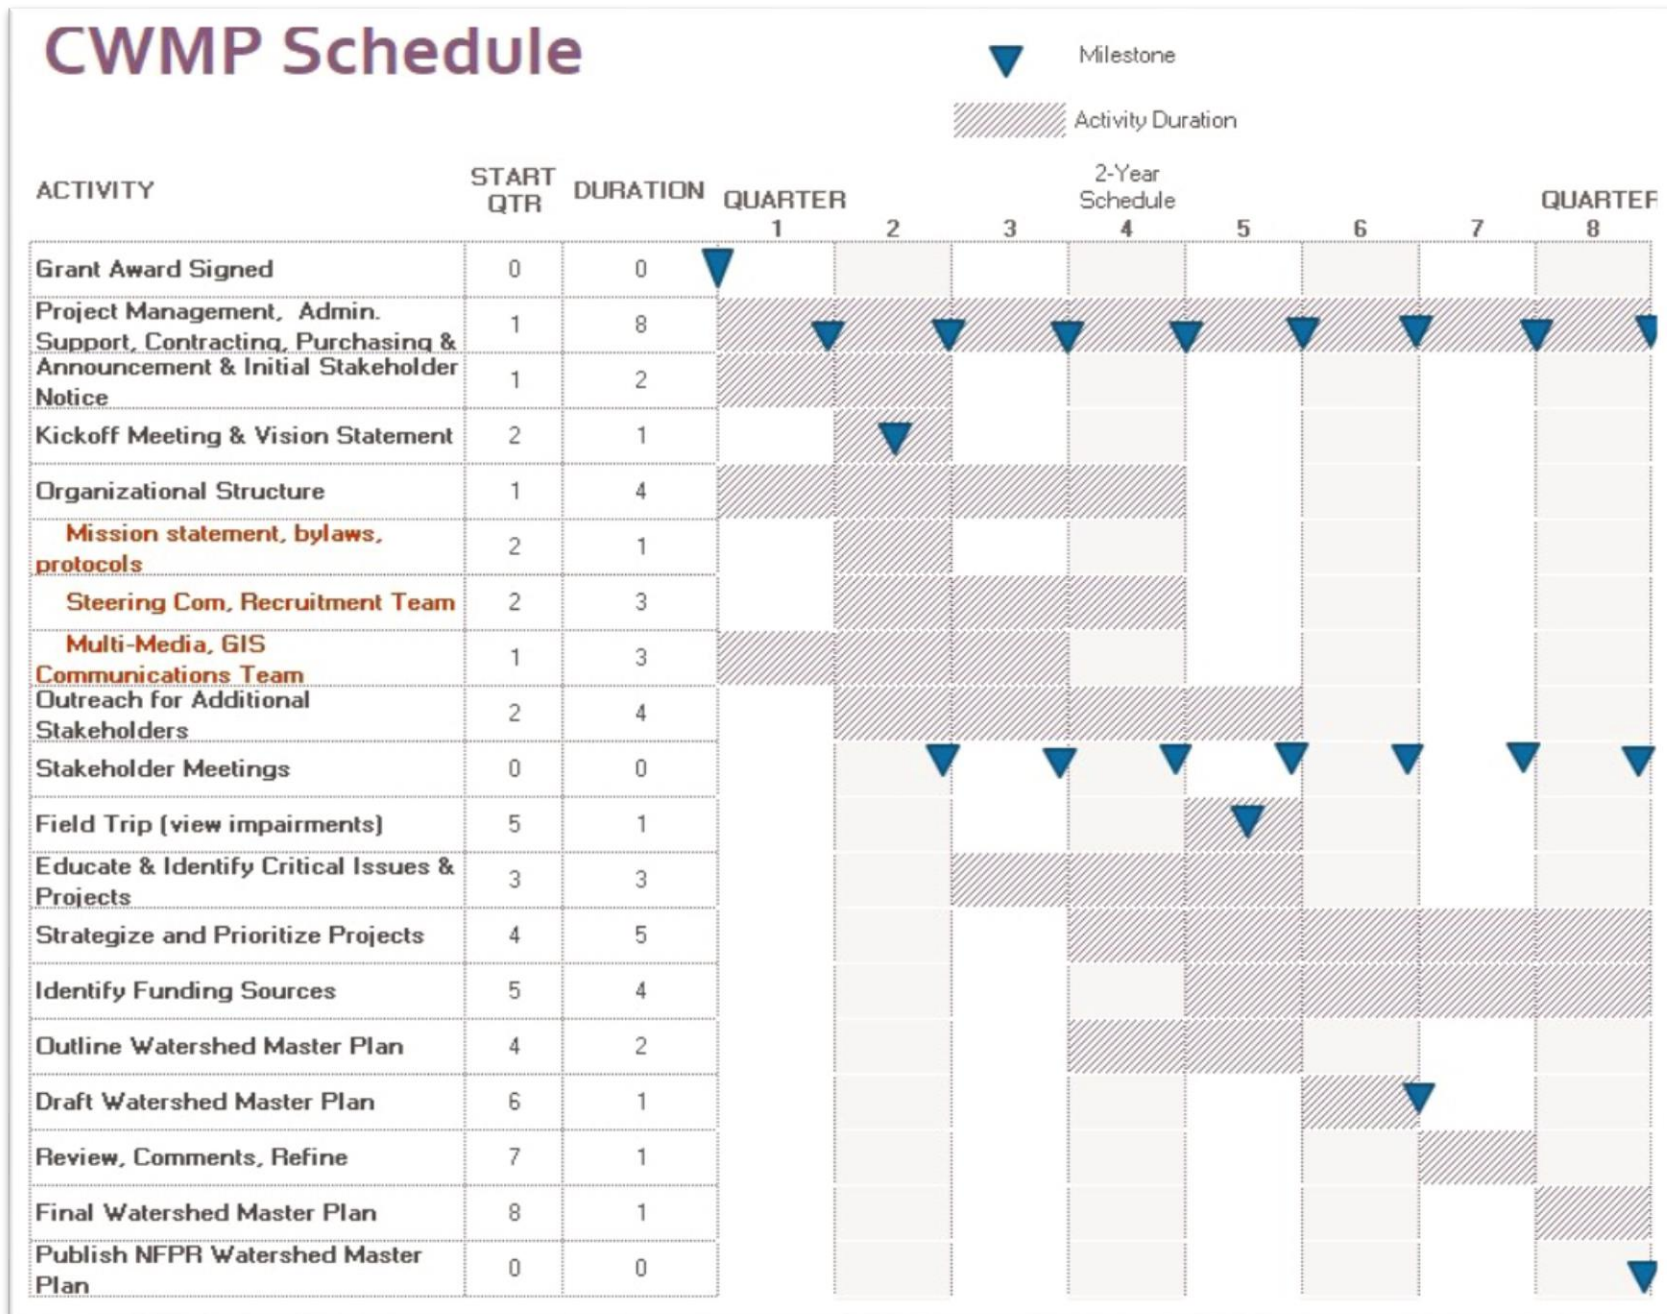 CWMP Schedule
Milestone
Activity Duration
ACTIVITY START QTR DURATION QUARTER 2-Year Schedule QUARTER
1 2 3 4 5 6 7 8
Grant Award Signed 0 0
Project Management, Admin.
Support, Contracting, Purchasing & 1 8
Announcement & Initial Stakeholder
Notice 1 2
Kickoff Meeting & Vision Statement 2 1
Organizational Structure 1 4
Mission statement, bylaws,
protocols 2 1
Steering Com, Recruitment Team 2 3
Multi-Media, GIS
Communications Team 1 3
Outreach for Additional
Stakeholders 2 4
Stakeholder Meetings 0 0
Field Trip (view impairments) 5 1
Educate & Identify Critical Issues &
Projects 3 3
Strategize and Prioritize Projects 4 5
Identify Funding Sources 5 4
Outline Watershed Master Plan 4 2
Draft Watershed Master Plan 6 1
Review, Comments, Refine 7 1
Final Watershed Master Plan 8 1
Publish NFPR Watershed Master
Plan 0 0